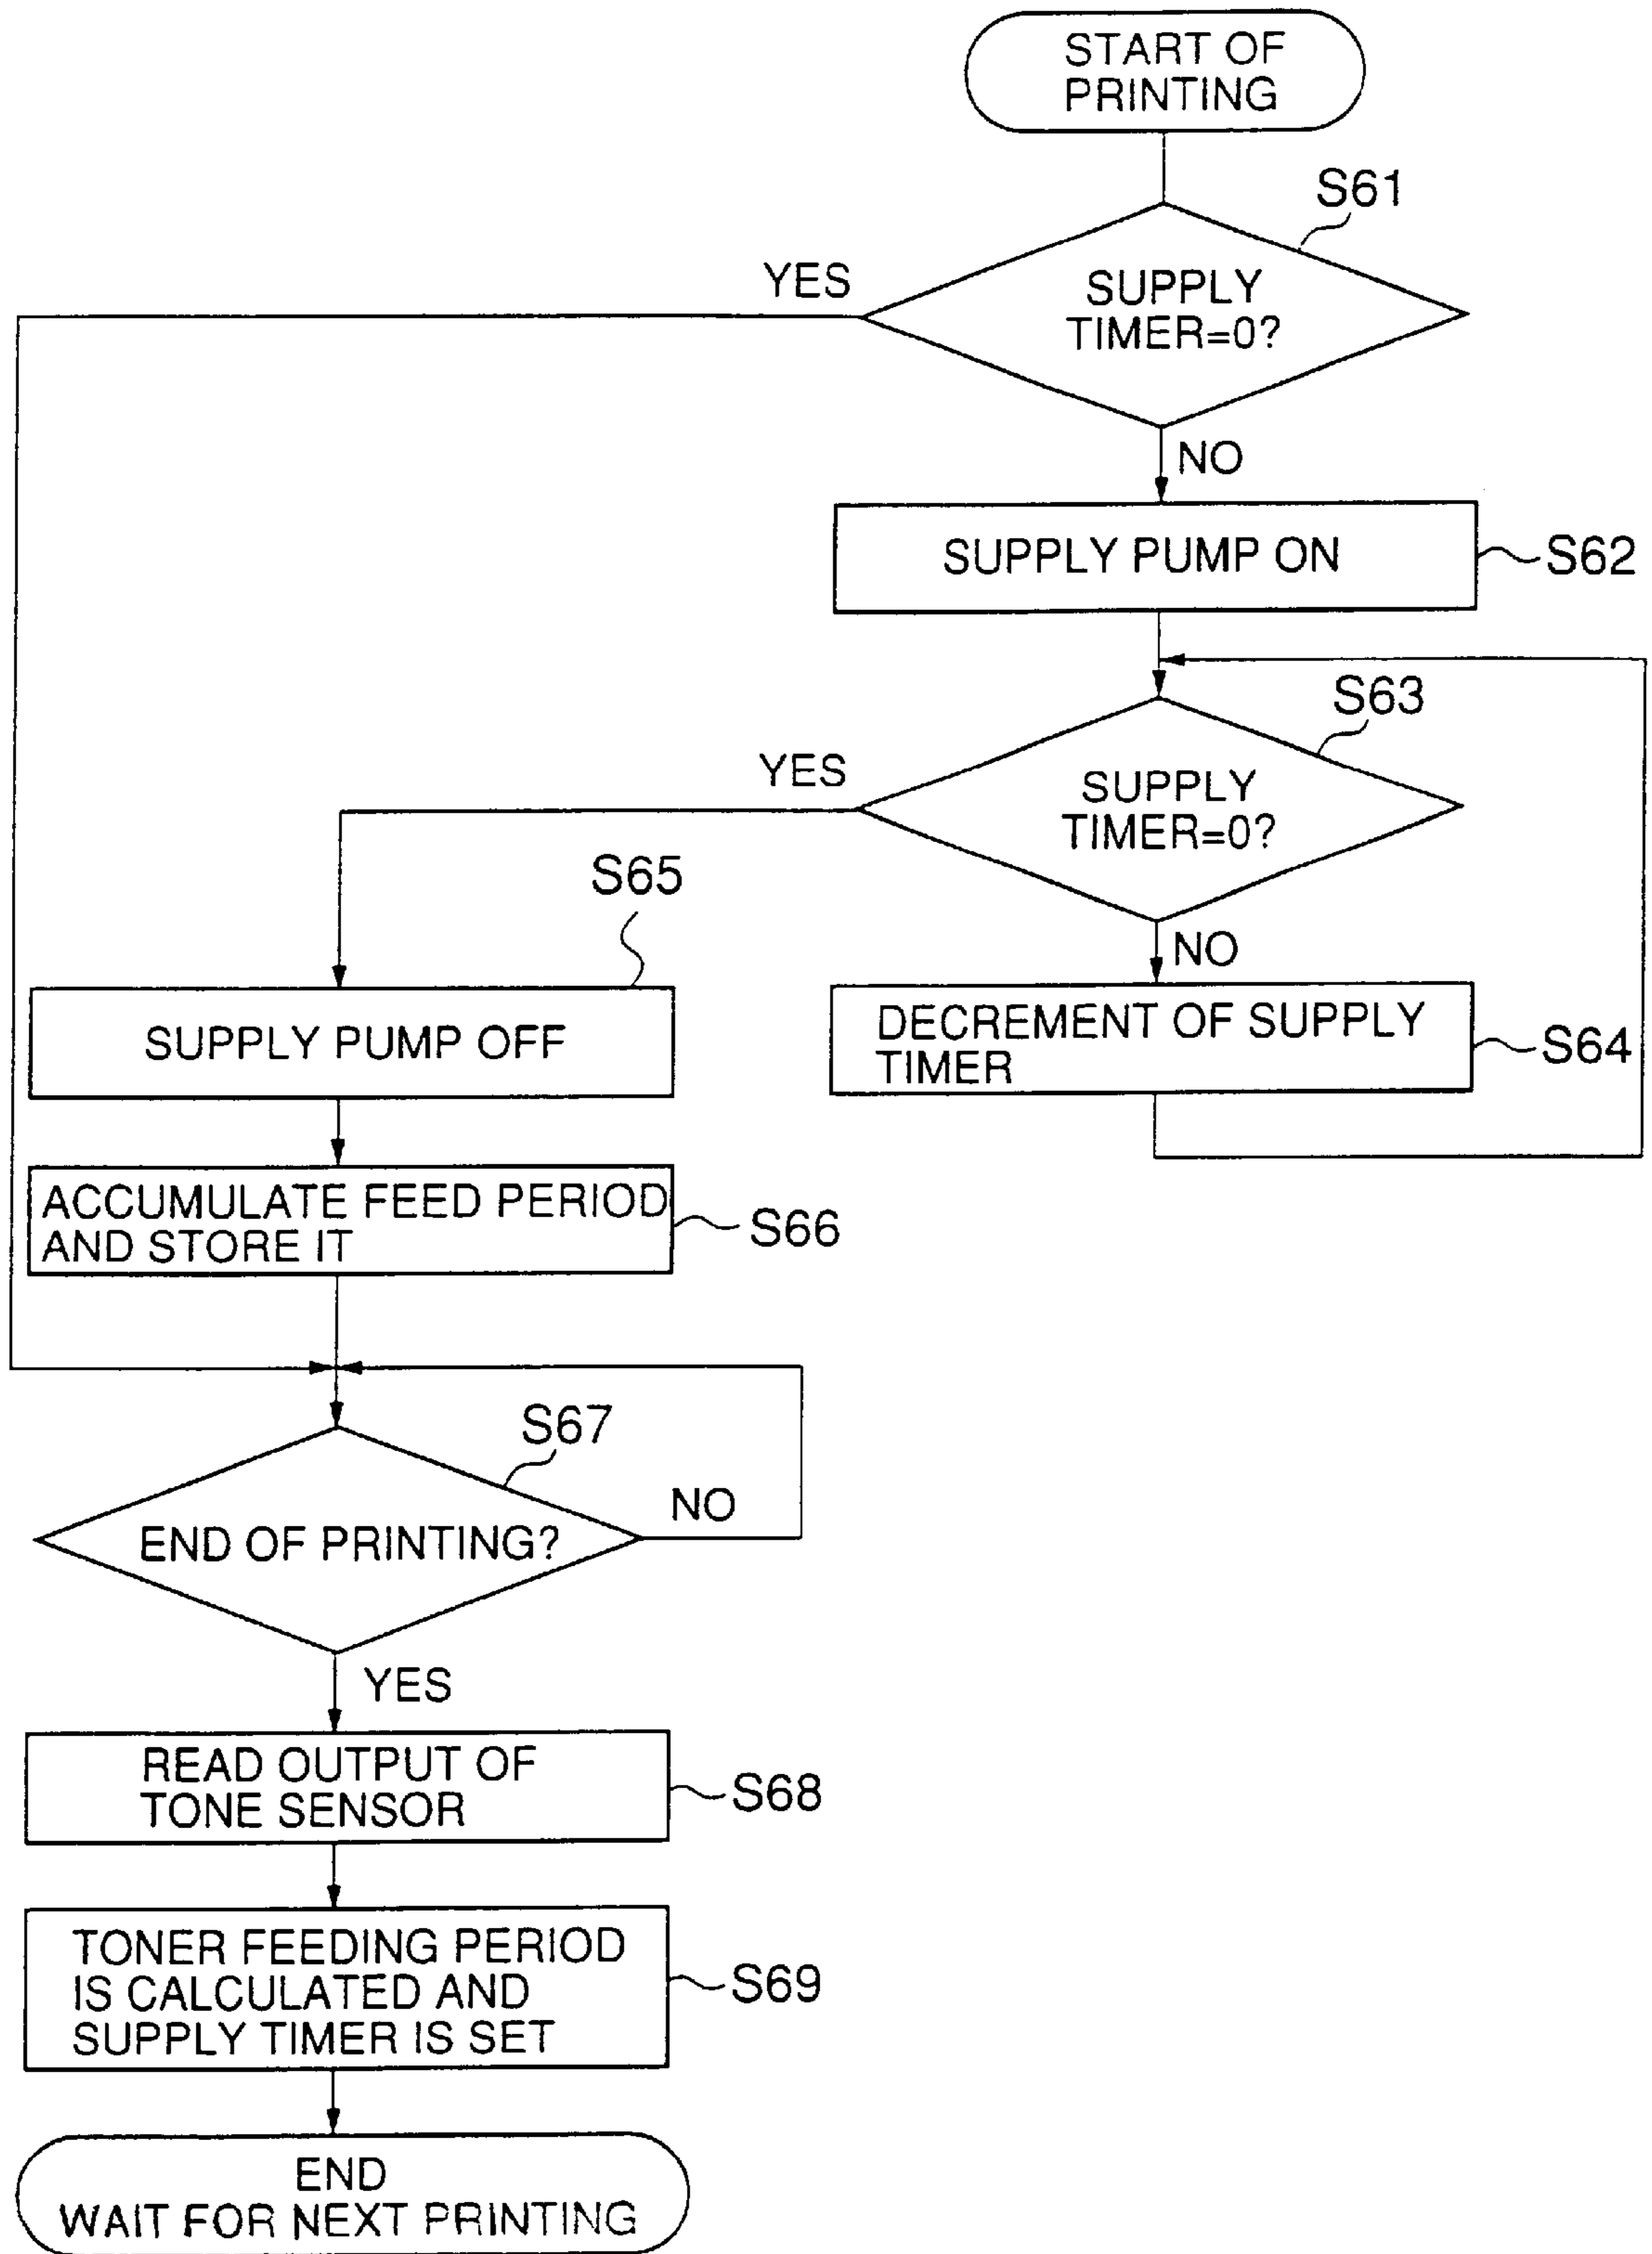 START OF
PRINTING
S61
YES
SUPPLY
TIMER=0?
NO
SUPPLY PUMP ON
S62
S63
YES
SUPPLY
TIMER=0?
S65
NO
SUPPLY PUMP OFF
DECREMENT OF SUPPLY
TIMER
S64
ACCUMULATE FEED PERIOD
AND STORE IT
S66
S67
NO
END OF PRINTING?
YES
READ OUTPUT OF
TONE SENSOR
S68
TONER FEEDING PERIOD
IS CALCULATED AND
SUPPLY TIMER IS SET
S69
END
WAIT FOR NEXT PRINTING